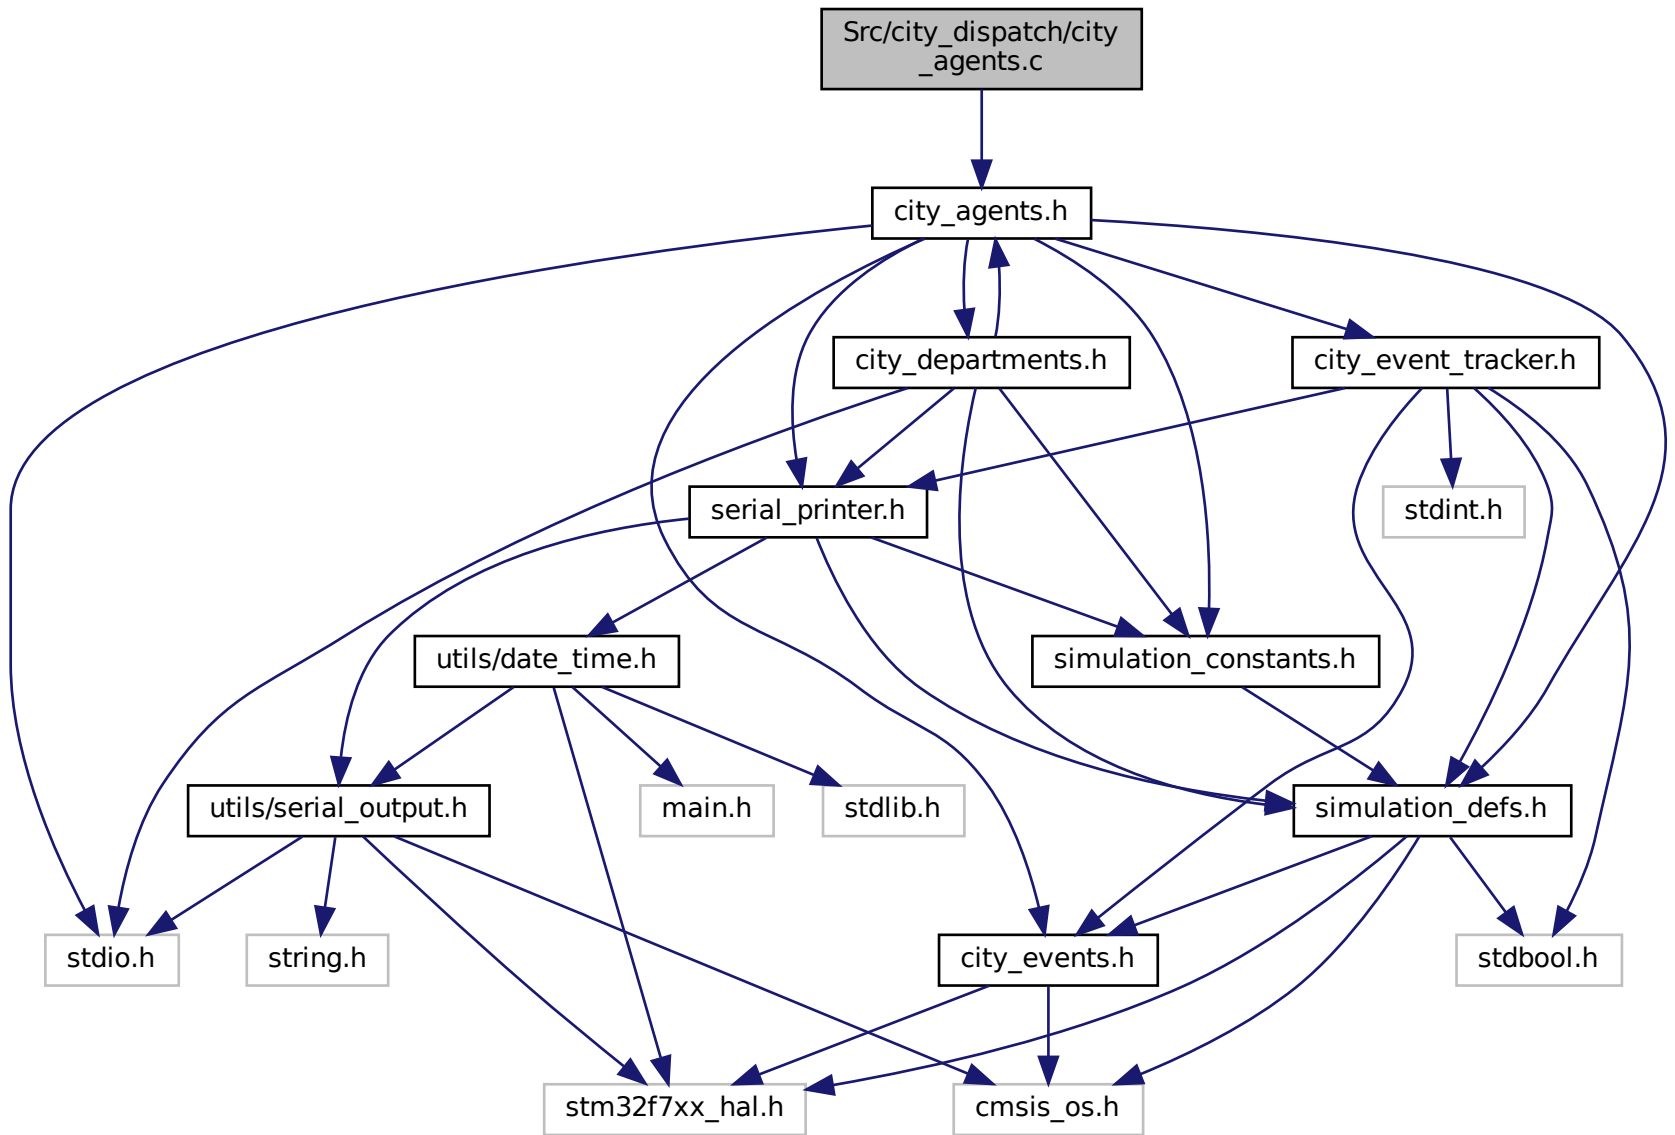 Src/city_dispatch/city
_agents.c
city_agents.h
city_departments.h
city_event_tracker.h
serial_printer.h
stdint.h
utils/date_time.h
simulation_constants.h
utils/serial_output.h
main.h
stdlib.h
simulation_defs.h
stdio.h
string.h
city_events.h
stdbool.h
stm32f7xx_hal.h
cmsis_os.h